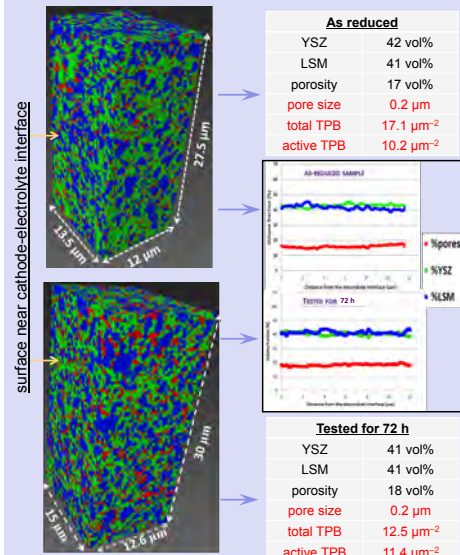 surface near cathode-electrolyte interface
27.5 µm
13.5 µm
12 µm
As reduced
YSZ 42 vol%
LSM 41 vol%
porosity 17 vol%
pore size 0.2 µm
total TPB 17.1 µm⁻²
active TPB 10.2 µm⁻²
AS-REDUCED SAMPLE
TESTED FOR 72 h
%pores
%YSZ
%LSM
30 µm
15 µm
12.6 µm
Tested for 72 h
YSZ 41 vol%
LSM 41 vol%
porosity 18 vol%
pore size 0.2 µm
total TPB 12.5 µm⁻²
active TPB 11.4 µm⁻²